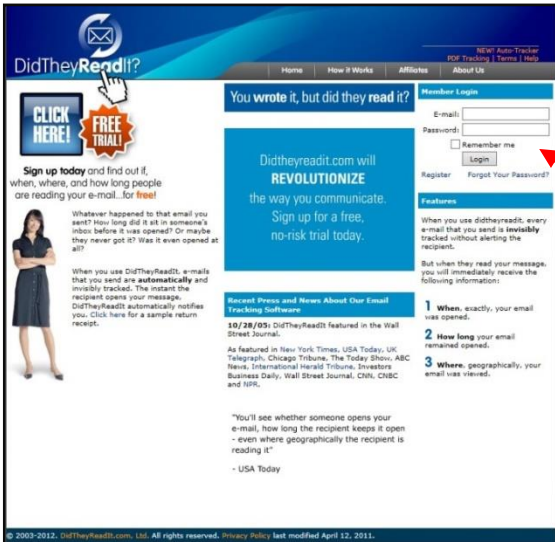 DidTheyReadIt?
NEW! Auto-Tracker
PDF Tracking | Terms | Help
Home How it Works Affiliates About Us
CLICK
HERE!
FREE
TRIAL!
Sign up today and find out if,
when, where, and how long people
are reading your e-mail...for free!
Whatever happened to that email you
sent? How long did it sit in someone's
inbox before it was opened? Or maybe
they never got it? Was it even opened at
all?
When you use DidTheyReadIt, e-mails
that you send are automatically and
invisibly tracked. The instant the
recipient opens your message,
DidTheyReadIt automatically notifies
you. Click here for a sample return
receipt.
You wrote it, but did they read it?
Didtheyreadit.com will
REVOLUTIONIZE
the way you communicate.
Sign up for a free,
no-risk trial today.
Recent Press and News About Our Email
Tracking Software
10/28/05: DidTheyReadIt featured in the Wall
Street Journal.
As featured in New York Times, USA Today, UK
Telegraph, Chicago Tribune, The Today Show, ABC
News, International Herald Tribune, Investors
Business Daily, Wall Street Journal, CNN, CNBC
and NPR.
"You'll see whether someone opens your
e-mail, how long the recipient keeps it open
- even where geographically the recipient is
reading it"
- USA Today
Member Login
E-mail:
Password:
Remember me
Login
Register Forgot Your Password?
Features
When you use didtheyreadit, every
e-mail that you send is invisibly
tracked without alerting the
recipient.
But when they read your message,
you will immediately receive the
following information:
1 When, exactly, your email
was opened.
2 How long your email
remained opened.
3 Where, geographically, your
email was viewed.
© 2003-2012. DidTheyReadIt.com, Ltd. All rights reserved. Privacy Policy last modified April 12, 2011.